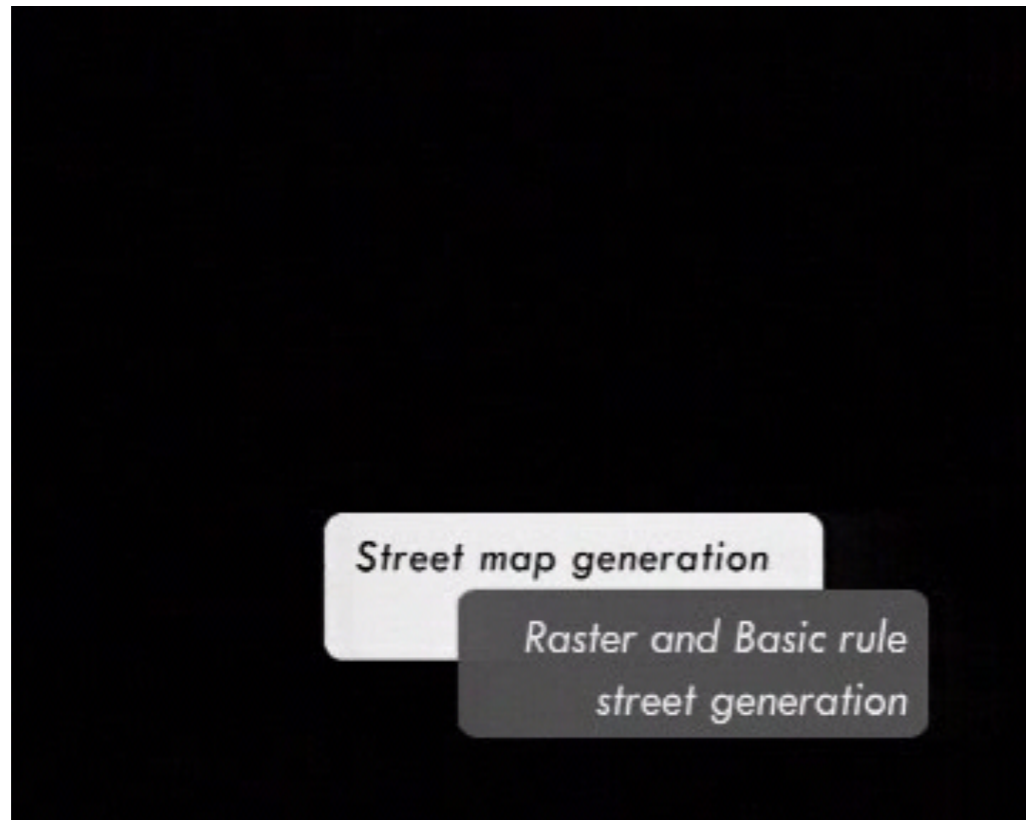 Street map generation
Raster and Basic rule
street generation